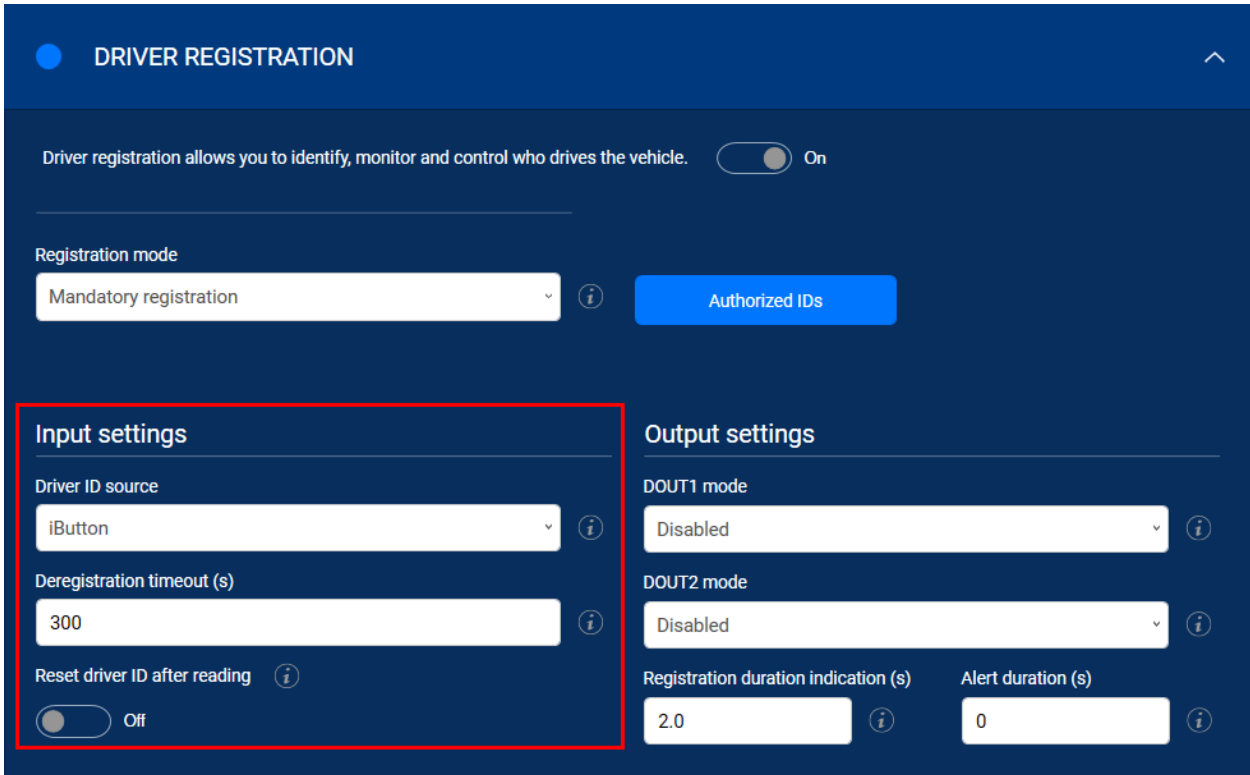 DRIVER REGISTRATION
Driver registration allows you to identify, monitor and control who drives the vehicle.
On
Registration mode
Mandatory registration
Authorized IDs
Input settings
Driver ID source
iButton
Deregistration timeout (s)
300
Reset driver ID after reading
Off
Output settings
DOUT1 mode
Disabled
DOUT2 mode
Disabled
Registration duration indication (s)
2.0
Alert duration (s)
0